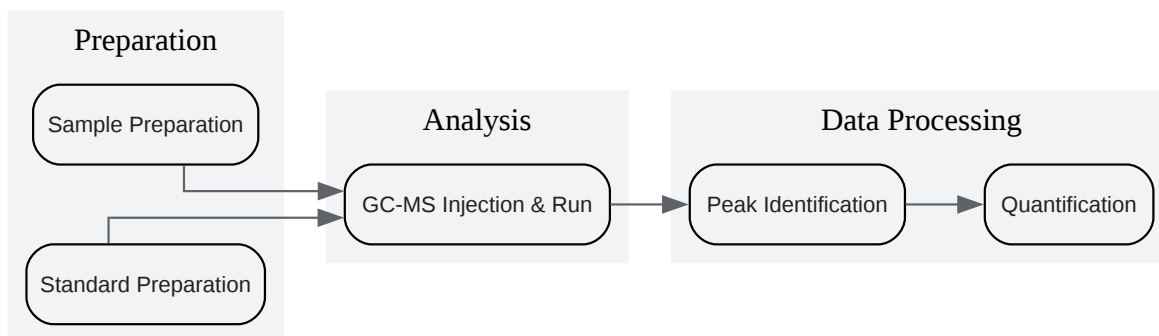 Preparation
Sample Preparation
Standard Preparation
Analysis
GC-MS Injection & Run
Data Processing
Peak Identification
Quantification